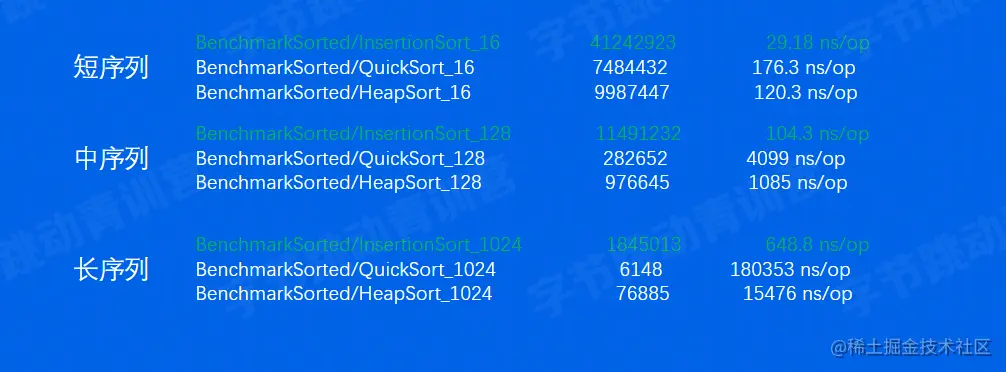 BenchmarkSorted/InsertionSort_16 41242923 29.18 ns/op
短序列 BenchmarkSorted/QuickSort_16 7484432 176.3 ns/op
BenchmarkSorted/HeapSort_16 9987447 120.3 ns/op
BenchmarkSorted/InsertionSort_128 11491232 104.3 ns/op
中序列 BenchmarkSorted/QuickSort_128 282652 4099 ns/op
BenchmarkSorted/HeapSort_128 976645 1085 ns/op
BenchmarkSorted/InsertionSort_1024 1845013 648.8 ns/op
长序列 BenchmarkSorted/QuickSort_1024 6148 180353 ns/op
BenchmarkSorted/HeapSort_1024 76885 15476 ns/op
字节跳动青训营
@稀土掘金技术社区